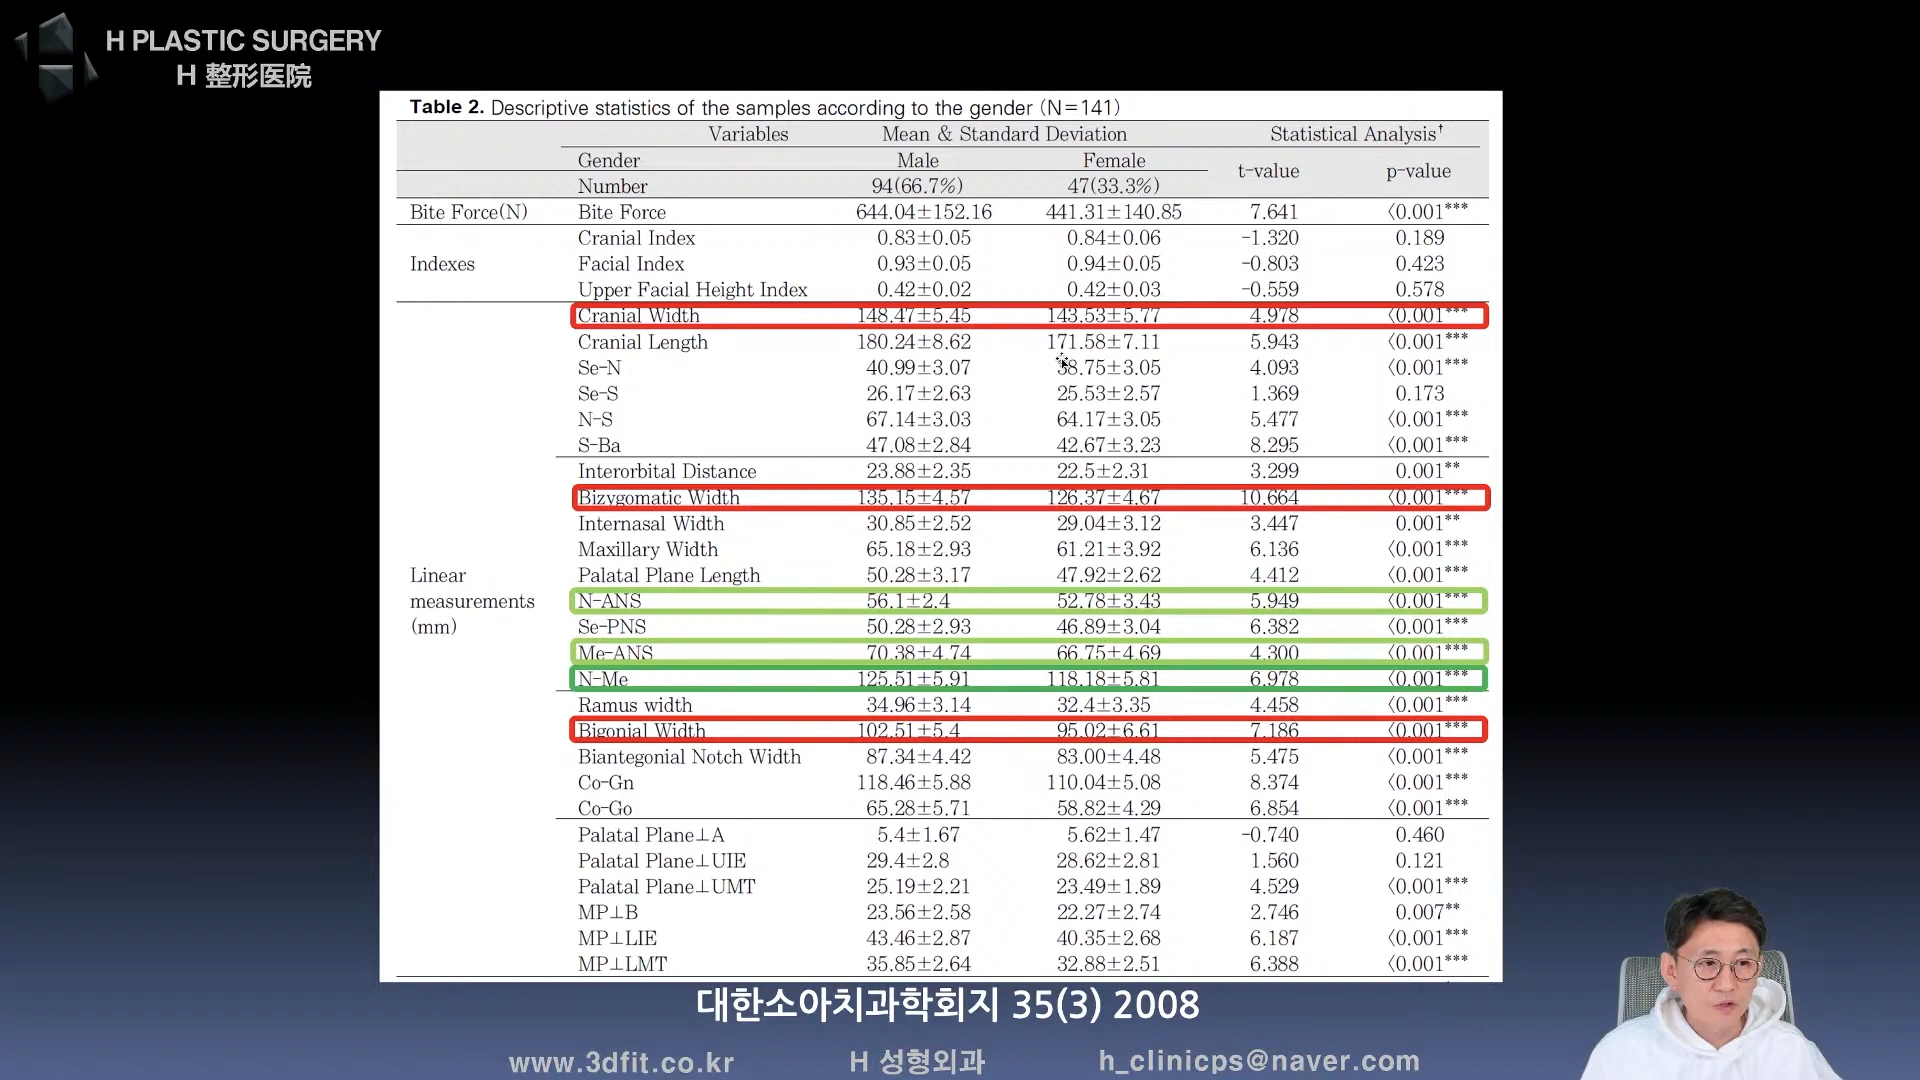 H PLASTIC SURGERY
H 整形医院
Table 2. Descriptive statistics of the samples according to the gender (N=141)
Variables Mean & Standard Deviation Statistical Analysis†
Gender Male Female t-value p-value
Number 94(66.7%) 47(33.3%)
Bite Force(N) Bite Force 644.04±152.16 441.31±140.85 7.641 〈0.001***
Cranial Index 0.83±0.05 0.84±0.06 -1.320 0.189
Indexes Facial Index 0.93±0.05 0.94±0.05 -0.803 0.423
Upper Facial Height Index 0.42±0.02 0.42±0.03 -0.559 0.578
Cranial Width 148.47±5.45 143.53±5.77 4.978 〈0.001***
Cranial Length 180.24±8.62 171.58±7.11 5.943 〈0.001***
Se-N 40.99±3.07 38.75±3.05 4.093 〈0.001***
Se-S 26.17±2.63 25.53±2.57 1.369 0.173
N-S 67.14±3.03 64.17±3.05 5.477 〈0.001***
S-Ba 47.08±2.84 42.67±3.23 8.295 〈0.001***
Interorbital Distance 23.88±2.35 22.5±2.31 3.299 0.001**
Bizygomatic Width 135.15±4.57 126.37±4.67 10.664 〈0.001***
Internasal Width 30.85±2.52 29.04±3.12 3.447 0.001**
Maxillary Width 65.18±2.93 61.21±3.92 6.136 〈0.001***
Linear Palatal Plane Length 50.28±3.17 47.92±2.62 4.412 〈0.001***
measurements N-ANS 56.1±2.4 52.78±3.43 5.949 〈0.001***
(mm) Se-PNS 50.28±2.93 46.89±3.04 6.382 〈0.001***
Me-ANS 70.38±4.74 66.75±4.69 4.300 〈0.001***
N-Me 125.51±5.91 118.18±5.81 6.978 〈0.001***
Ramus width 34.96±3.14 32.4±3.35 4.458 〈0.001***
Bigonial Width 102.51±5.4 95.02±6.61 7.186 〈0.001***
Biantegonial Notch Width 87.34±4.42 83.00±4.48 5.475 〈0.001***
Co-Gn 118.46±5.88 110.04±5.08 8.374 〈0.001***
Co-Go 65.28±5.71 58.82±4.29 6.854 〈0.001***
Palatal Plane⊥A 5.4±1.67 5.62±1.47 -0.740 0.460
Palatal Plane⊥UIE 29.4±2.8 28.62±2.81 1.560 0.121
Palatal Plane⊥UMT 25.19±2.21 23.49±1.89 4.529 〈0.001***
MP⊥B 23.56±2.58 22.27±2.74 2.746 0.007**
MP⊥LIE 43.46±2.87 40.35±2.68 6.187 〈0.001***
MP⊥LMT 35.85±2.64 32.88±2.51 6.388 〈0.001***
대한소아치과학회지 35(3) 2008
www.3dfit.co.kr H 성형외과 h_clinicps@naver.com